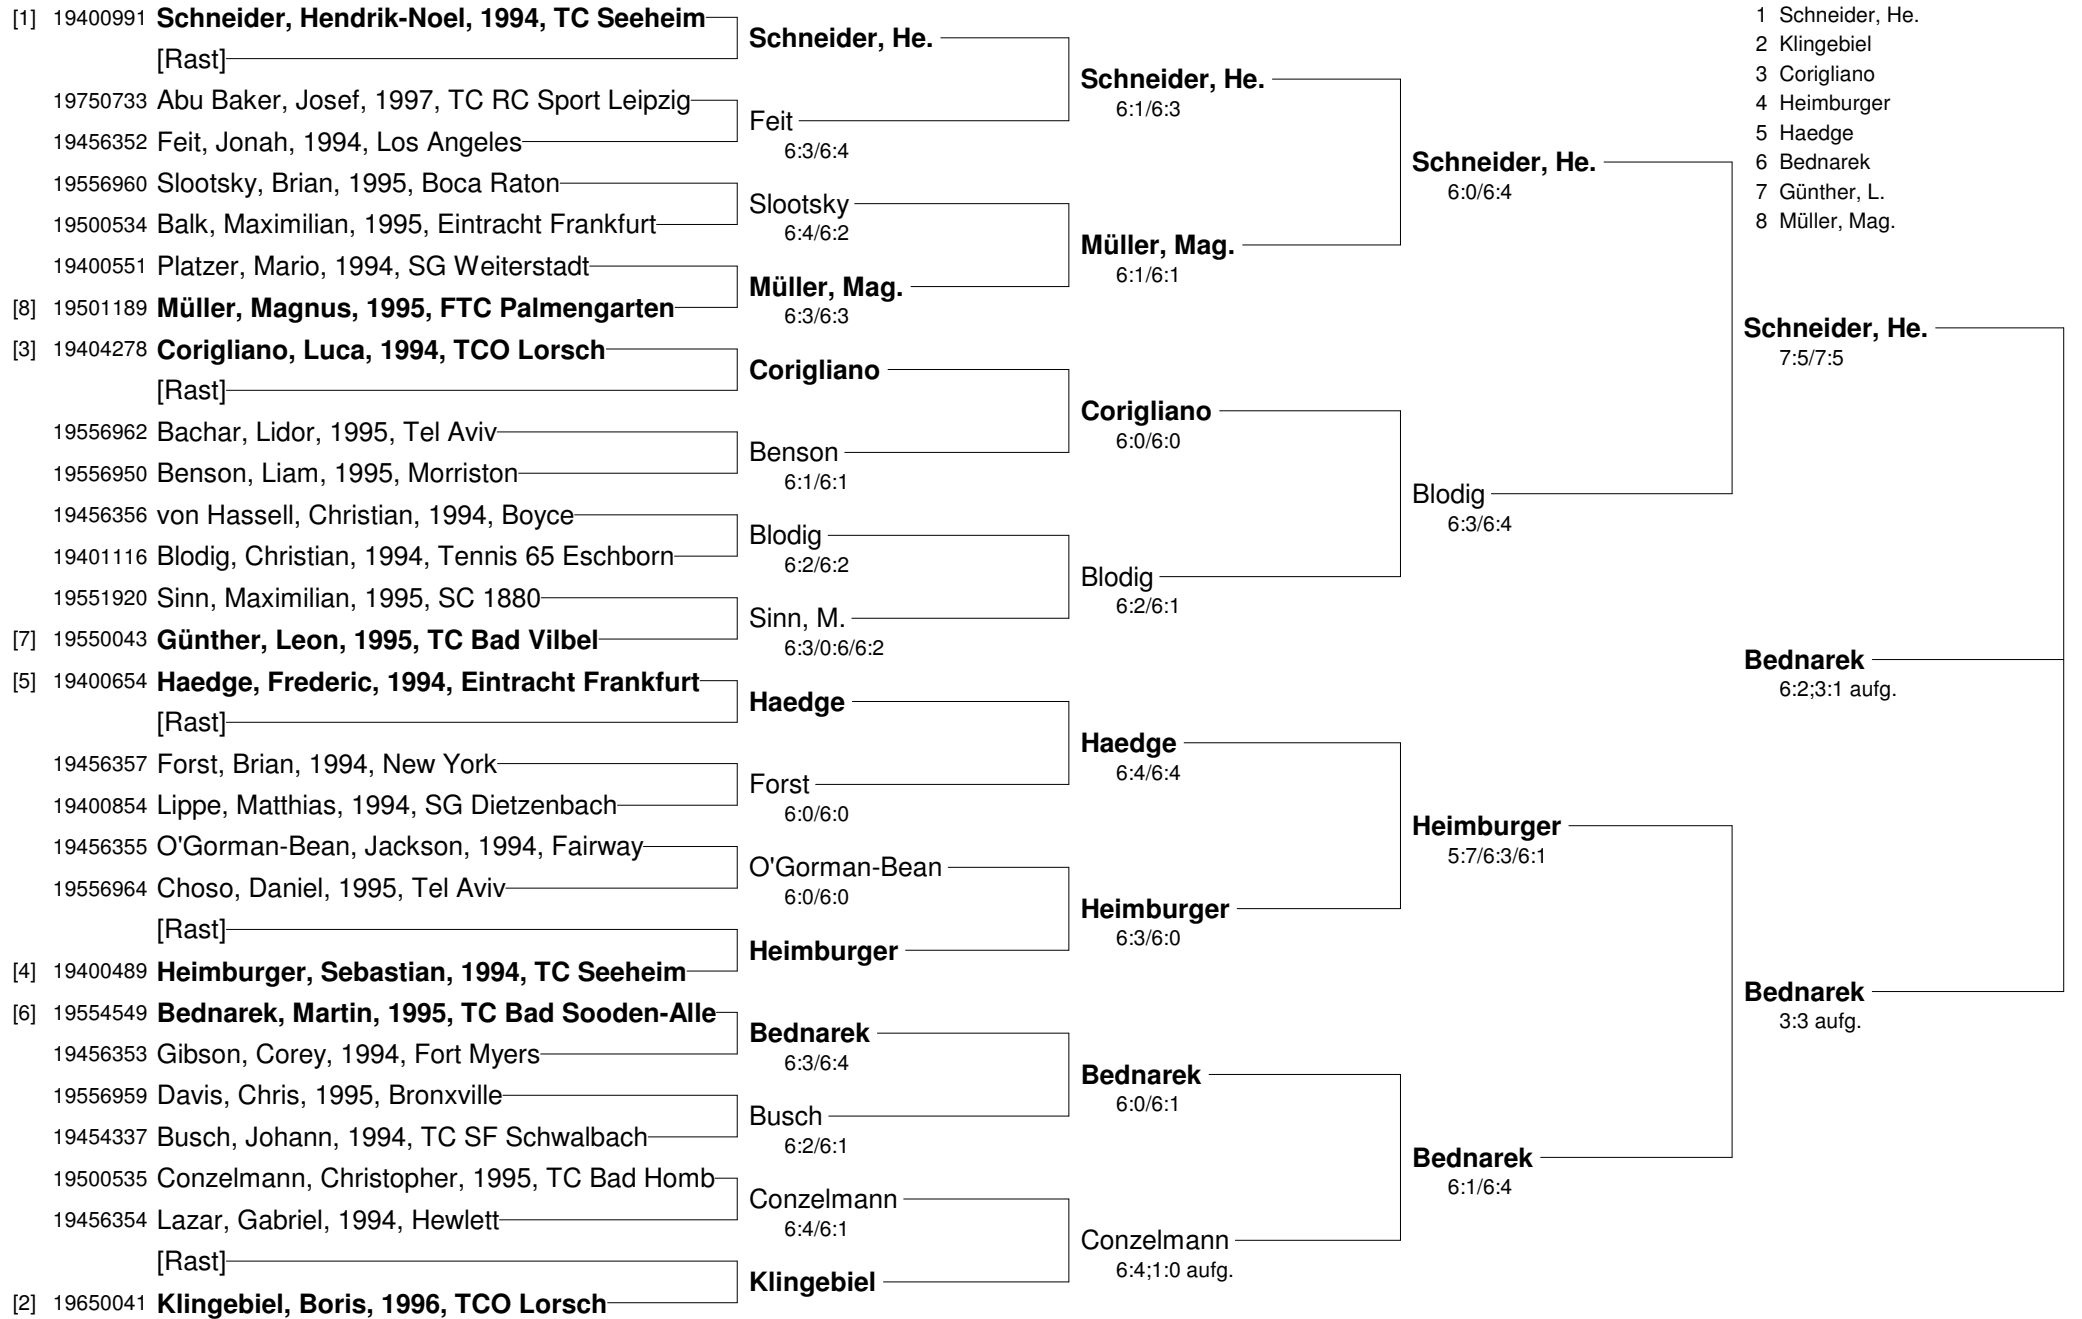 [1] 19400991 Schneider, Hendrik-Noel, 1994, TC Seeheim
[Rast]
19750733 Abu Baker, Josef, 1997, TC RC Sport Leipzig
19456352 Feit, Jonah, 1994, Los Angeles
19556960 Slootsky, Brian, 1995, Boca Raton
19500534 Balk, Maximilian, 1995, Eintracht Frankfurt
19400551 Platzer, Mario, 1994, SG Weiterstadt
[8] 19501189 Müller, Magnus, 1995, FTC Palmengarten
[3] 19404278 Corigliano, Luca, 1994, TCO Lorsch
[Rast]
19556962 Bachar, Lidor, 1995, Tel Aviv
19556950 Benson, Liam, 1995, Morriston
19456356 von Hassell, Christian, 1994, Boyce
19401116 Blodig, Christian, 1994, Tennis 65 Eschborn
19551920 Sinn, Maximilian, 1995, SC 1880
[7] 19550043 Günther, Leon, 1995, TC Bad Vilbel
[5] 19400654 Haedge, Frederic, 1994, Eintracht Frankfurt
[Rast]
19456357 Forst, Brian, 1994, New York
19400854 Lippe, Matthias, 1994, SG Dietzenbach
19456355 O'Gorman-Bean, Jackson, 1994, Fairway
19556964 Choso, Daniel, 1995, Tel Aviv
[Rast]
[4] 19400489 Heimburger, Sebastian, 1994, TC Seeheim
[6] 19554549 Bednarek, Martin, 1995, TC Bad Sooden-Alle
19456353 Gibson, Corey, 1994, Fort Myers
19556959 Davis, Chris, 1995, Bronxville
19454337 Busch, Johann, 1994, TC SF Schwalbach
19500535 Conzelmann, Christopher, 1995, TC Bad Homb
19456354 Lazar, Gabriel, 1994, Hewlett
[Rast]
[2] 19650041 Klingebiel, Boris, 1996, TCO Lorsch
Schneider, He.
Feit
6:3/6:4
Slootsky
6:4/6:2
Müller, Mag.
6:3/6:3
Corigliano
Benson
6:1/6:1
Blodig
6:2/6:2
Sinn, M.
6:3/0:6/6:2
Haedge
Forst
6:0/6:0
O'Gorman-Bean
6:0/6:0
Heimburger
Bednarek
6:3/6:4
Busch
6:2/6:1
Conzelmann
6:4/6:1
Klingebiel
Schneider, He.
6:1/6:3
Müller, Mag.
6:1/6:1
Corigliano
6:0/6:0
Blodig
6:2/6:1
Haedge
6:4/6:4
Heimburger
6:3/6:0
Bednarek
6:0/6:1
Conzelmann
6:4;1:0 aufg.
Schneider, He.
6:0/6:4
Blodig
6:3/6:4
Heimburger
5:7/6:3/6:1
Bednarek
6:1/6:4
1 Schneider, He.
2 Klingebiel
3 Corigliano
4 Heimburger
5 Haedge
6 Bednarek
7 Günther, L.
8 Müller, Mag.
Schneider, He.
7:5/7:5
Bednarek
6:2;3:1 aufg.
Bednarek
3:3 aufg.